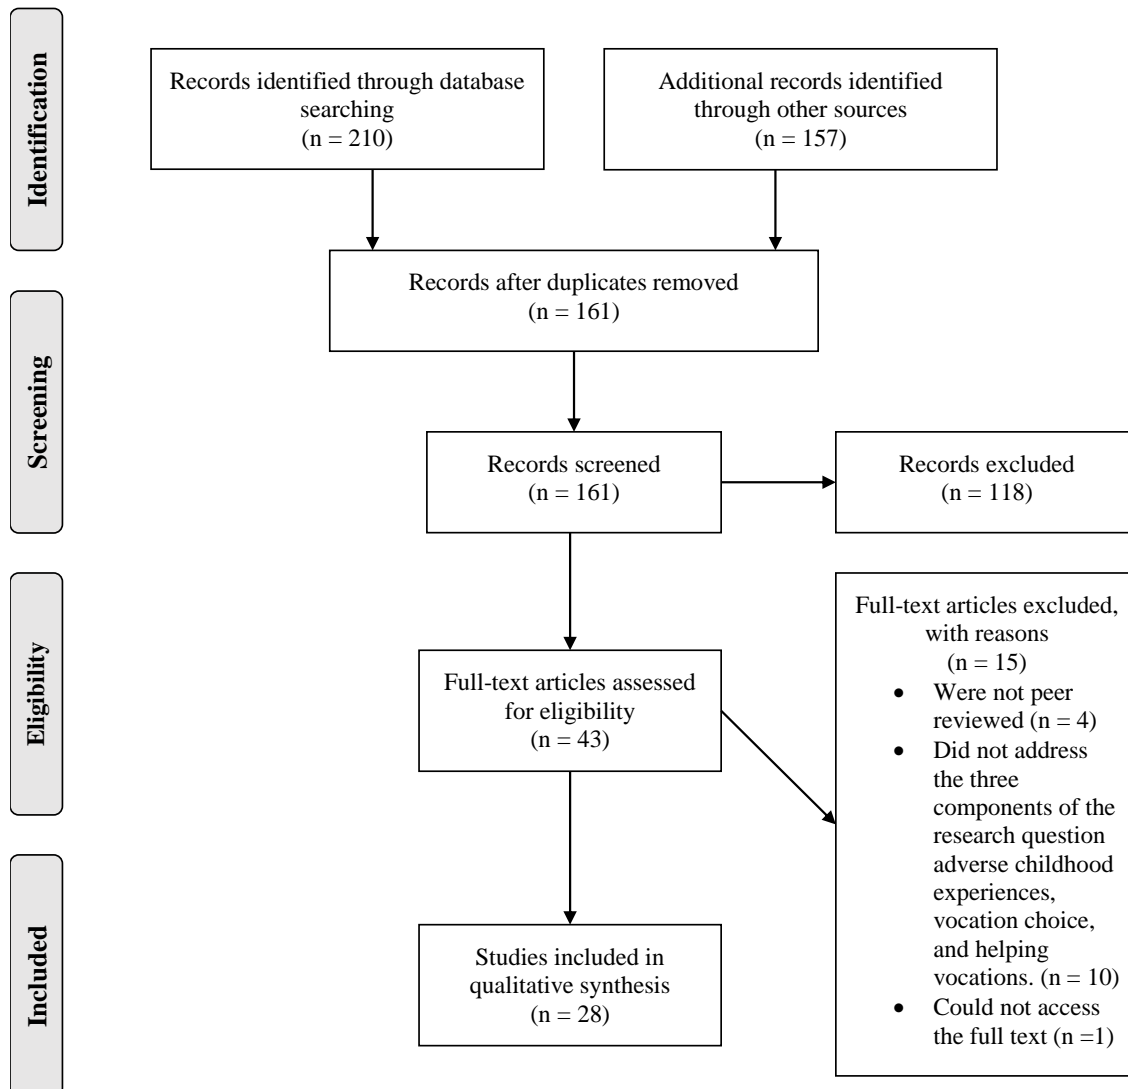 Identification
Records identified through database
searching
(n = 210)
Additional records identified
through other sources
(n = 157)
Records after duplicates removed
(n = 161)
Screening
Records screened
(n = 161)
Records excluded
(n = 118)
Eligibility
Full-text articles assessed
for eligibility
(n = 43)
Full-text articles excluded,
with reasons
(n = 15)
• Were not peer
reviewed (n = 4)
• Did not address
the three
components of the
research question
adverse childhood
experiences,
vocation choice,
and helping
vocations. (n = 10)
• Could not access
the full text (n =1)
Included
Studies included in
qualitative synthesis
(n = 28)